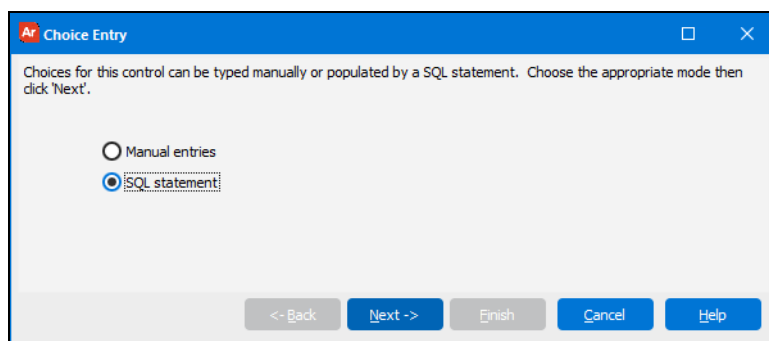 Ar Choice Entry
Choices for this control can be typed manually or populated by a SQL statement. Choose the appropriate mode then
click 'Next'.
Manual entries
SQL statement
<- Back Next -> Finish Cancel Help